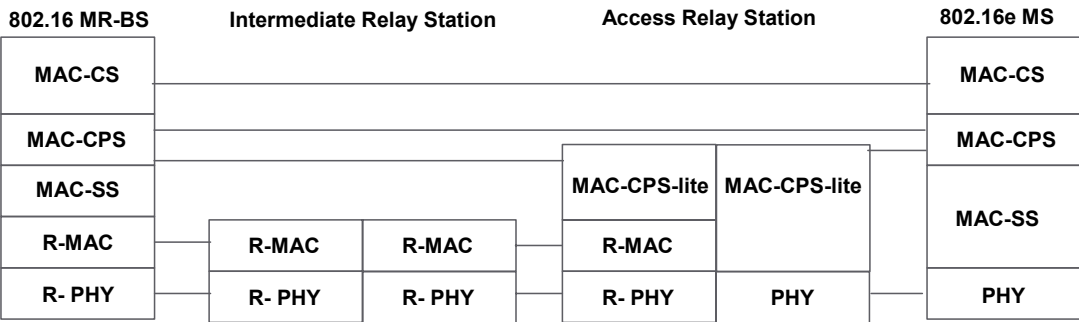 802.16 MR-BS Intermediate Relay Station Access Relay Station 802.16e MS
MAC-CS MAC-CS
MAC-CPS MAC-CPS
MAC-SS MAC-CPS-lite MAC-CPS-lite MAC-SS
R-MAC R-MAC R-MAC R-MAC
R- PHY R- PHY R- PHY R- PHY PHY PHY